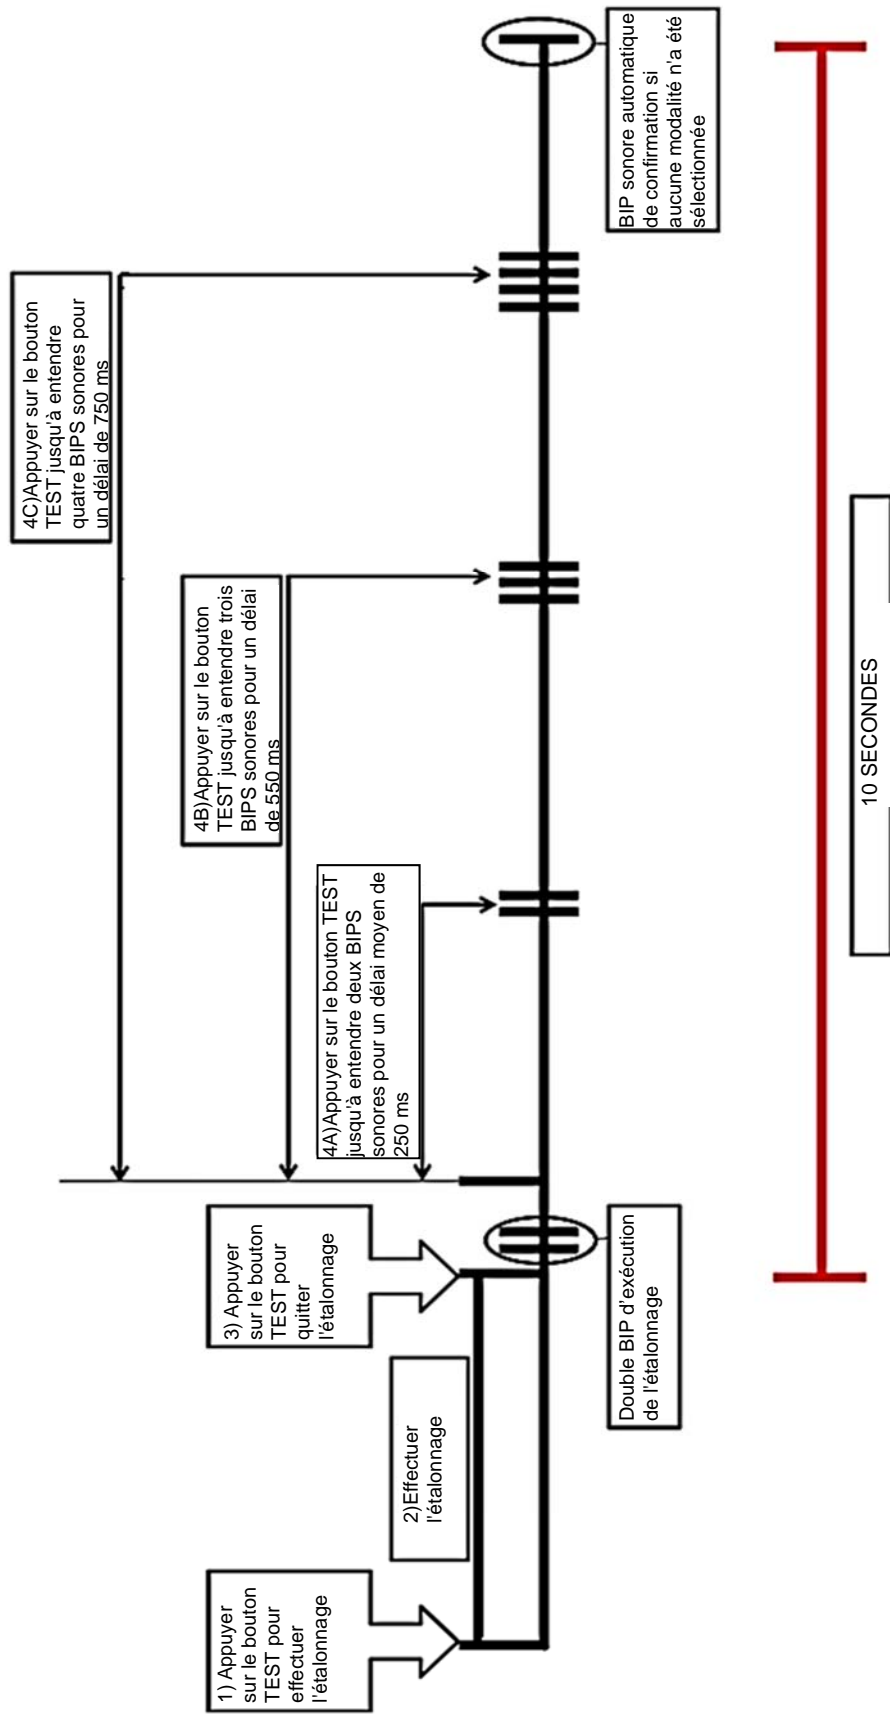 1) Appuyer
sur le bouton
TEST pour
effectuer
l'étalonnage
2)Effectuer
l'étalonnage
3) Appuyer
sur le bouton
TEST pour
quitter
l'étalonnage
Double BIP d'exécution
de l'étalonnage
4A)Appuyer sur le bouton TEST
jusqu'à entendre deux BIPS
sonores pour un délai moyen de
250 ms
4B)Appuyer sur le bouton
TEST jusqu'à entendre trois
BIPS sonores pour un délai
de 550 ms
4C)Appuyer sur le bouton
TEST jusqu'à entendre
quatre BIPS sonores pour
un délai de 750 ms
BIP sonore automatique
de confirmation si
aucune modalité n'a été
sélectionnée
10 SECONDES